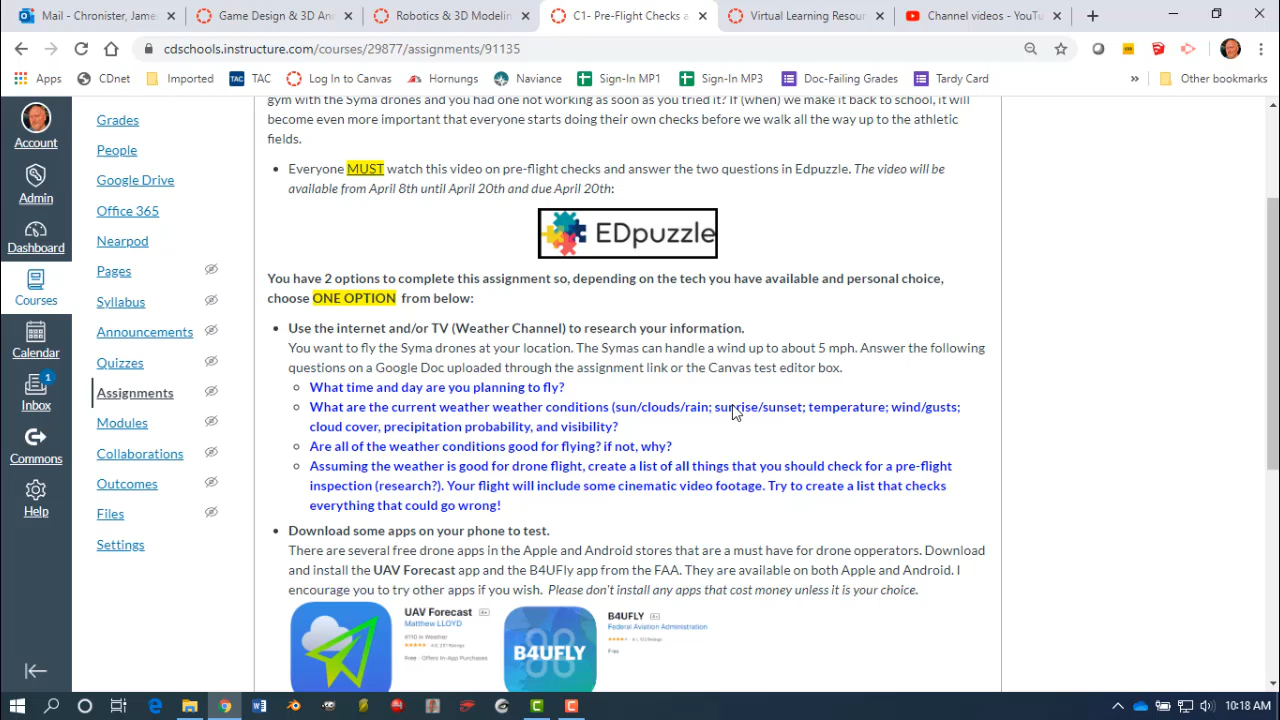 Mail - Christner, James
Game Design & 3D An
Robotics & 3D Modelin
C1- Pre-Flight Checks a
Virtual Learning Resour
Channel videos - YouTu
cdschools.instructure.com/courses/29877/assignments/91135
Apps CDnet Imported TAC TAC Log In to Canvas Hornungs Naviance Sign-In MP1 Sign-In MP3 Doc-Failing Grades Tardy Card » Other bookmarks
Account
Admin
Dashboard
Courses
Calendar
1
Inbox
Commons
Help
Grades
People
Google Drive
Office 365
Nearpod
Pages
Syllabus
Announcements
Quizzes
Assignments
Modules
Collaborations
Outcomes
Files
Settings
gym with the Syma drones and you had one not working as soon as you tried it? If (when) we make it back to school, it will
become even more important that everyone starts doing their own checks before we walk all the way up to the athletic
fields.
Everyone MUST watch this video on pre-flight checks and answer the two questions in Edpuzzle. The video will be
available from April 8th until April 20th and due April 20th:
EDpuzzle
You have 2 options to complete this assignment so, depending on the tech you have available and personal choice,
choose ONE OPTION from below:
Use the internet and/or TV (Weather Channel) to research your information.
You want to fly the Syma drones at your location. The Symas can handle a wind up to about 5 mph. Answer the following
questions on a Google Doc uploaded through the assignment link or the Canvas test editor box.
What time and day are you planning to fly?
What are the current weather weather conditions (sun/clouds/rain; sunrise/sunset; temperature; wind/gusts;
cloud cover, precipitation probability, and visibility?
Are all of the weather conditions good for flying? if not, why?
Assuming the weather is good for drone flight, create a list of all things that you should check for a pre-flight
inspection (research?). Your flight will include some cinematic video footage. Try to create a list that checks
everything that could go wrong!
Download some apps on your phone to test.
There are several free drone apps in the Apple and Android stores that are a must have for drone opperators. Download
and install the UAV Forecast app and the B4UFly app from the FAA. They are available on both Apple and Android. I
encourage you to try other apps if you wish. Please don't install any apps that cost money unless it is your choice.
UAV Forecast 4+
Matthew LLOYD
Free · Offers In-App Purchases
B4UFLY
B4UFLY 4+
Federal Aviation Administration
Free
10:18 AM